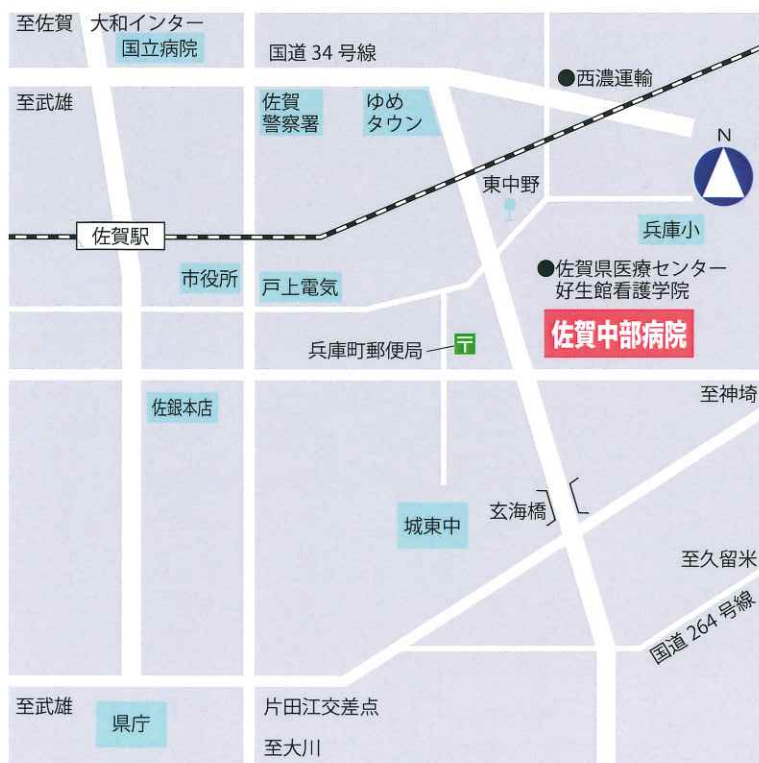 至佐賀 大和インター
国立病院
国道 34 号線
西濃運輸
至武雄
佐賀
警察署
ゆめ
タウン
N
東中野
兵庫小
佐賀駅
市役所
戸上電気
佐賀県医療センター
好生館看護学院
佐賀中部病院
兵庫町郵便局
〒
至神埼
佐銀本店
城東中
玄海橋
至久留米
国道 264 号線
至武雄
県庁
片田江交差点
至大川